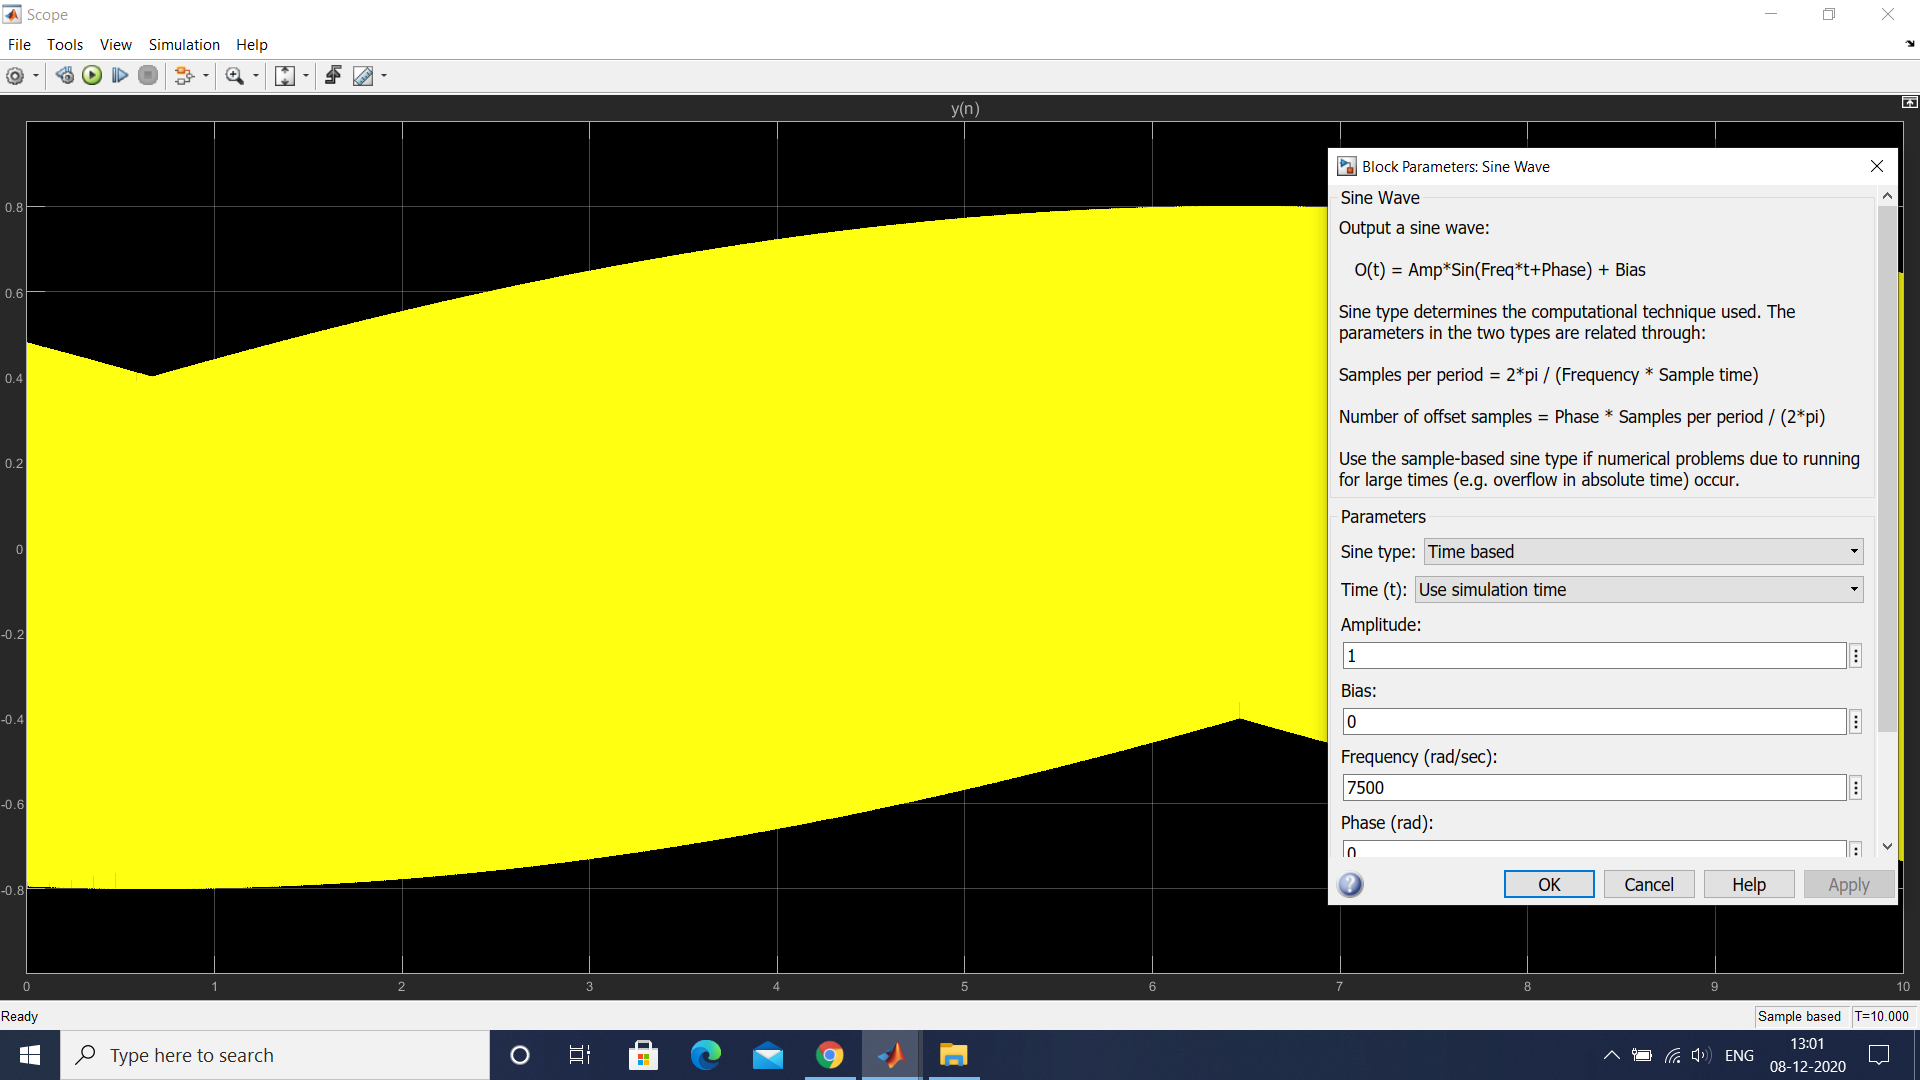 Scope
File Tools View Simulation Help
y(n)
0.8
0.6
0.4
0.2
0
-0.2
-0.4
-0.6
-0.8
0 1 2 3 4 5 6 7 8 9 10
Block Parameters: Sine Wave
Sine Wave
Output a sine wave:
O(t) = Amp*Sin(Freq*t+Phase) + Bias
Sine type determines the computational technique used. The
parameters in the two types are related through:
Samples per period = 2*pi / (Frequency * Sample time)
Number of offset samples = Phase * Samples per period / (2*pi)
Use the sample-based sine type if numerical problems due to running
for large times (e.g. overflow in absolute time) occur.
Parameters
Sine type: Time based
Time (t): Use simulation time
Amplitude:
1
Bias:
0
Frequency (rad/sec):
7500
Phase (rad):
0
OK Cancel Help Apply
Ready
Sample based T=10.000
Type here to search
ENG
13:01
08-12-2020